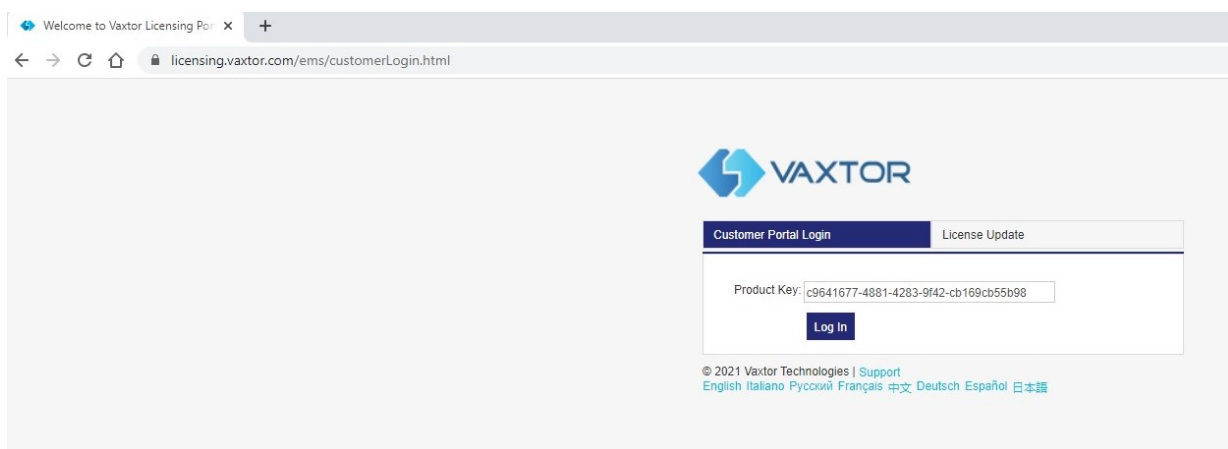 Welcome to Vaxtor Licensing Por
licensing.vaxtor.com/ems/customerLogin.html
VAXTOR
Customer Portal Login License Update
Product Key: c9641677-4881-4283-9f42-cb169cb55b98
Log In
© 2021 Vaxtor Technologies | Support
English Italiano Русский Français 中文 Deutsch Español 日本語